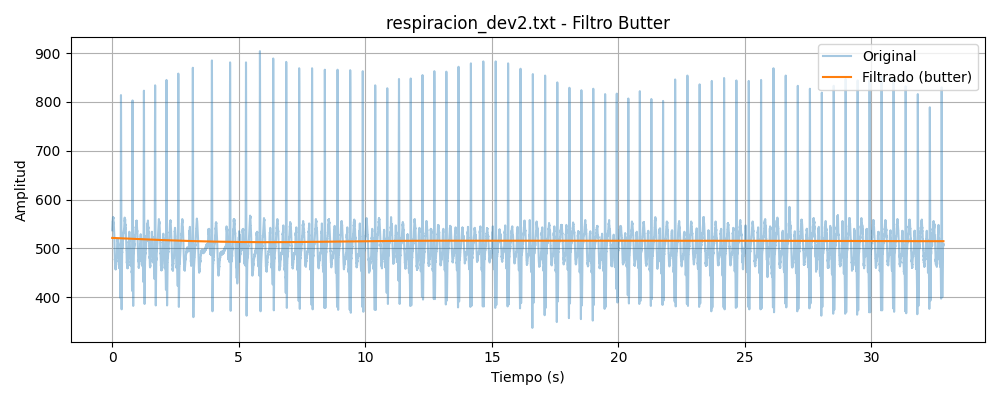 respiracion_dev2.txt - Filtro Butter
Original
Filtrado (butter)
Amplitud
900
800
700
600
500
400
0 5 10 15 20 25 30
Tiempo (s)